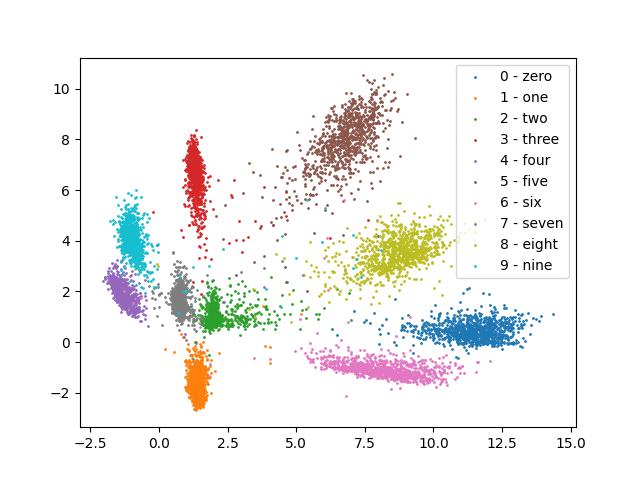 10
8
6
4
2
0
−2
−2.5
0.0
2.5
5.0
7.5
10.0
12.5
15.0
0 - zero
1 - one
2 - two
3 - three
4 - four
5 - five
6 - six
7 - seven
8 - eight
9 - nine